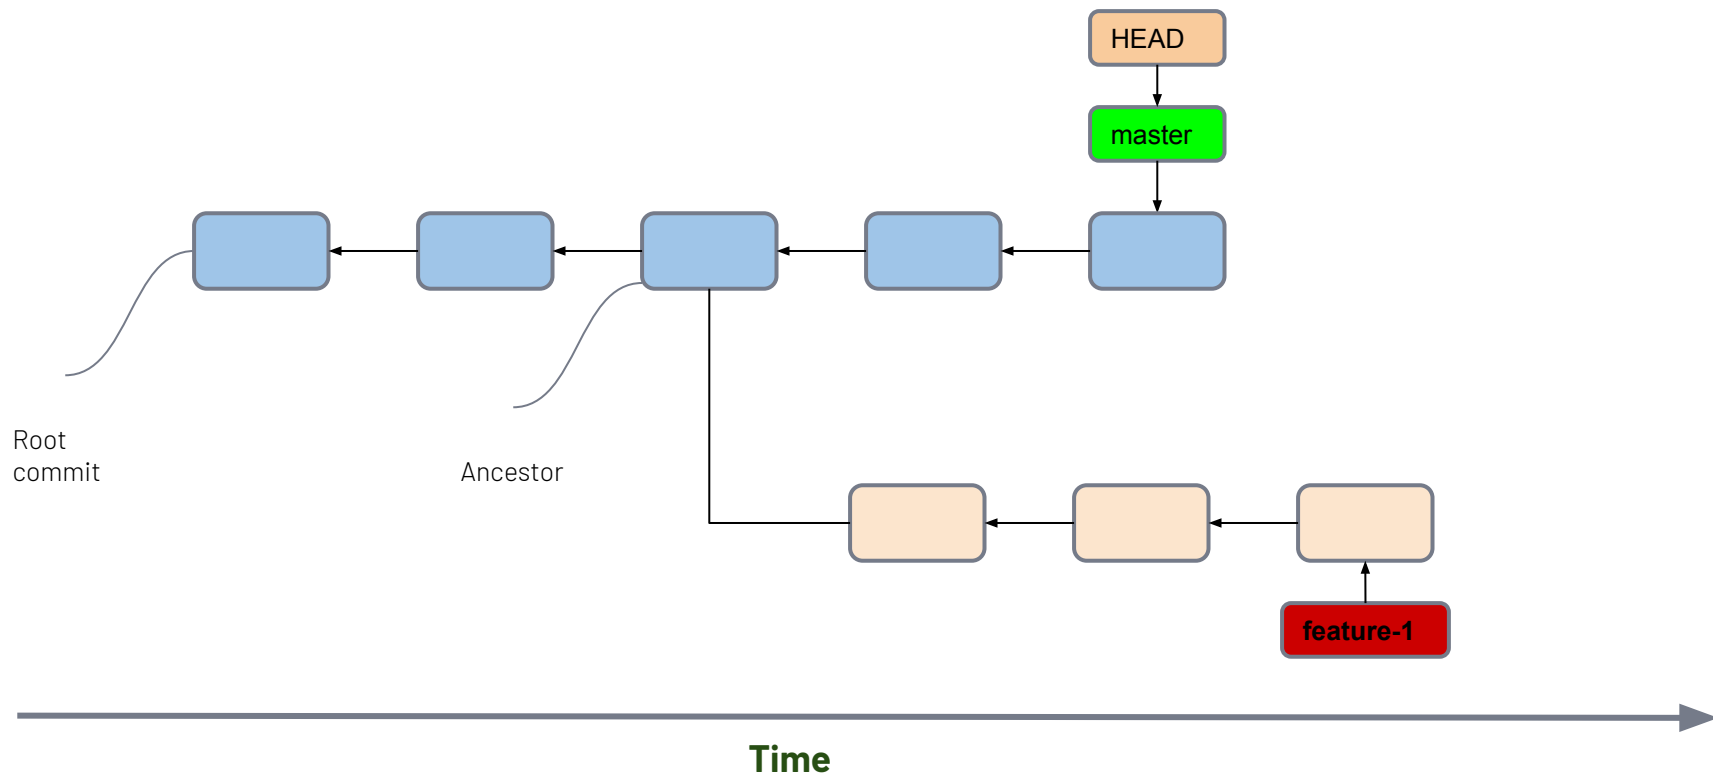 HEAD
master
Root
commit
Ancestor
feature-1
Time